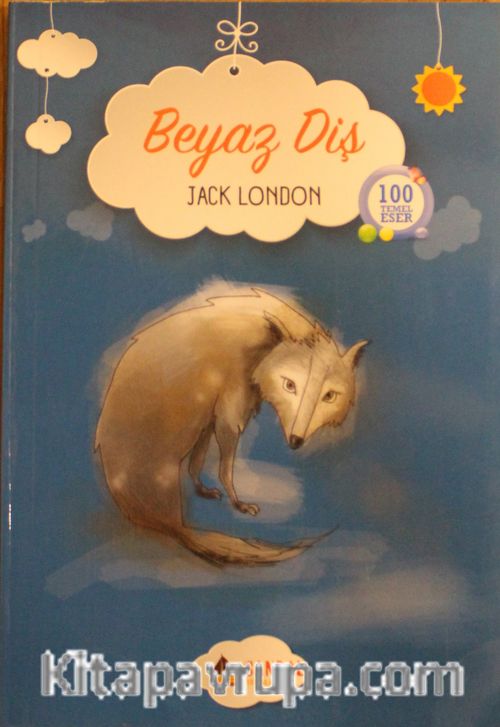 Beyaz Diş
JACK LONDON
100
TEMEL
ESER
Kitapavrupa.com